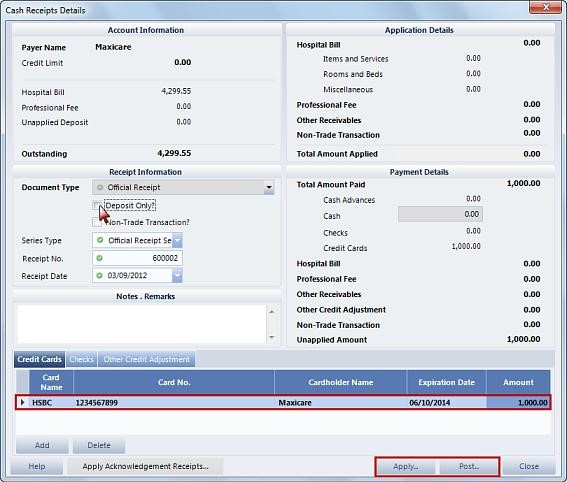 Cash Receipts Details
Account Information
Payer Name Maxicare
Credit Limit 0.00
Hospital Bill 4,299.55
Professional Fee 0.00
Unapplied Deposit 0.00
Outstanding 4,299.55
Application Details
Hospital Bill 0.00
Items and Services 0.00
Rooms and Beds 0.00
Miscellaneous 0.00
Professional Fee 0.00
Other Receivables 0.00
Non-Trade Transaction 0.00
Total Amount Applied 0.00
Receipt Information
Document Type Official Receipt
Deposit Only?
Non-Trade Transaction?
Series Type Official Receipt Se
Receipt No. 600002
Receipt Date 03/09/2012
Payment Details
Total Amount Paid 1,000.00
Cash Advances 0.00
Cash 0.00
Checks 0.00
Credit Cards 1,000.00
Hospital Bill 0.00
Professional Fee 0.00
Other Receivables 0.00
Other Credit Adjustment 0.00
Non-Trade Transaction 0.00
Unapplied Amount 1,000.00
Notes . Remarks
Credit Cards Checks Other Credit Adjustment
Card Name Card No. Cardholder Name Expiration Date Amount
HSBC 1234567899 Maxicare 06/10/2014 1,000.00
Add Delete
Help Apply Acknowledgement Receipts... Apply.. Post.. Close